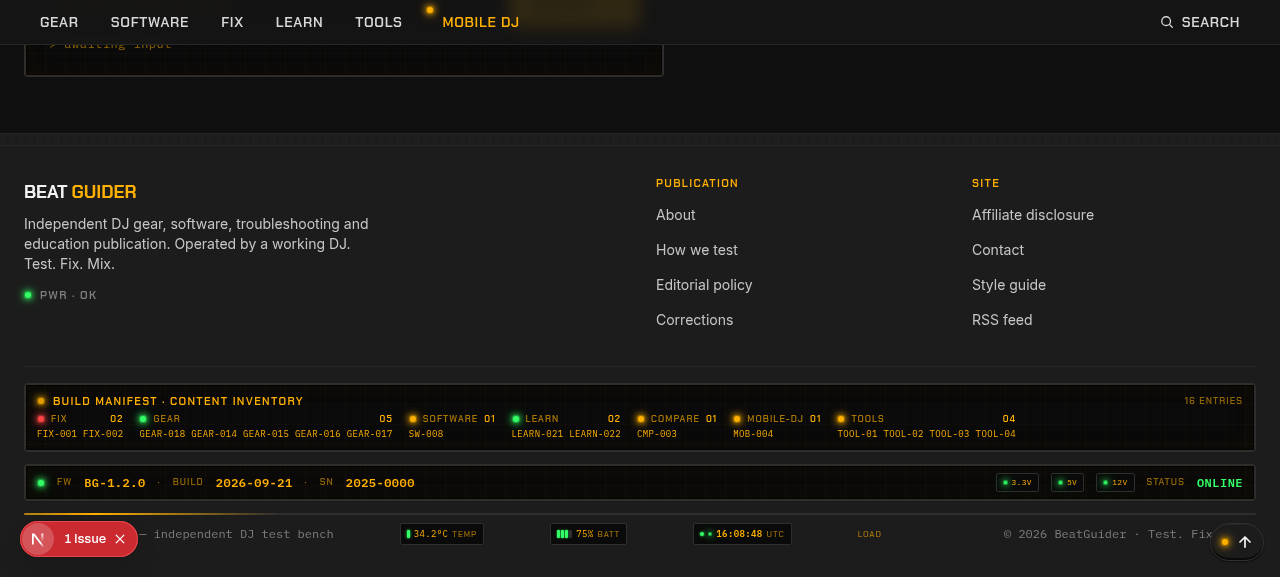 GEAR SOFTWARE FIX LEARN TOOLS MOBILE DJ SEARCH
> awaiting input
BEAT GUIDER
Independent DJ gear, software, troubleshooting and
education publication. Operated by a working DJ.
Test. Fix. Mix.
PWR · OK
PUBLICATION
About
How we test
Editorial policy
Corrections
SITE
Affiliate disclosure
Contact
Style guide
RSS feed
BUILD MANIFEST · CONTENT INVENTORY 16 ENTRIES
FIX 02 GEAR 05 SOFTWARE 01 LEARN 02 COMPARE 01 MOBILE-DJ 01 TOOLS 04
FIX-001 FIX-002 GEAR-018 GEAR-014 GEAR-015 GEAR-016 GEAR-017 SW-008 LEARN-021 LEARN-022 CMP-003 MOB-004 TOOL-01 TOOL-02 TOOL-03 TOOL-04
FW BG-1.2.0 · BUILD 2026-09-21 · SN 2025-0000 3.3V 5V 12V STATUS ONLINE
N 1 Issue — independent DJ test bench 34.2°C TEMP 75% BATT 16:08:48 UTC LOAD © 2026 BeatGuider · Test. Fix